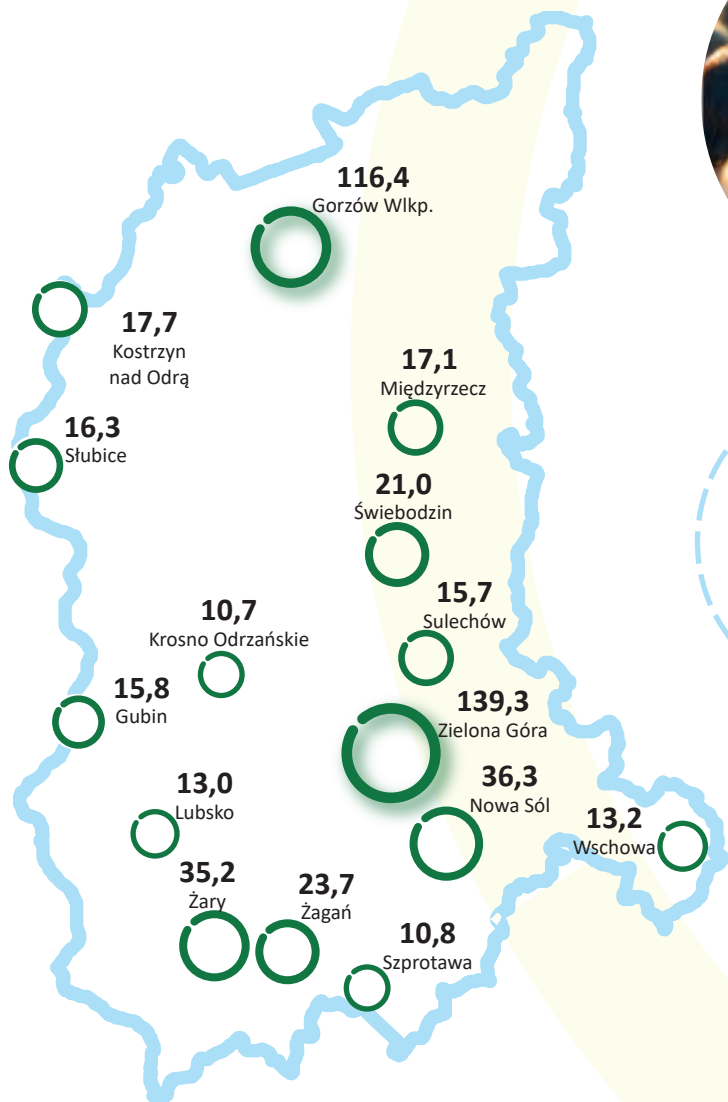 116,4
Gorzów Wlkp.
17,7
Kostrzyn
nad Odrą
17,1
Międzyrzecz
16,3
Słubice
21,0
Świebodzin
15,7
Sulechów
10,7
Krosno Odrzańskie
15,8
Gubin
139,3
Zielona Góra
36,3
Nowa Sól
13,0
Lubsko
13,2
Wschowa
35,2
Żary
23,7
Żagań
10,8
Szprotawa